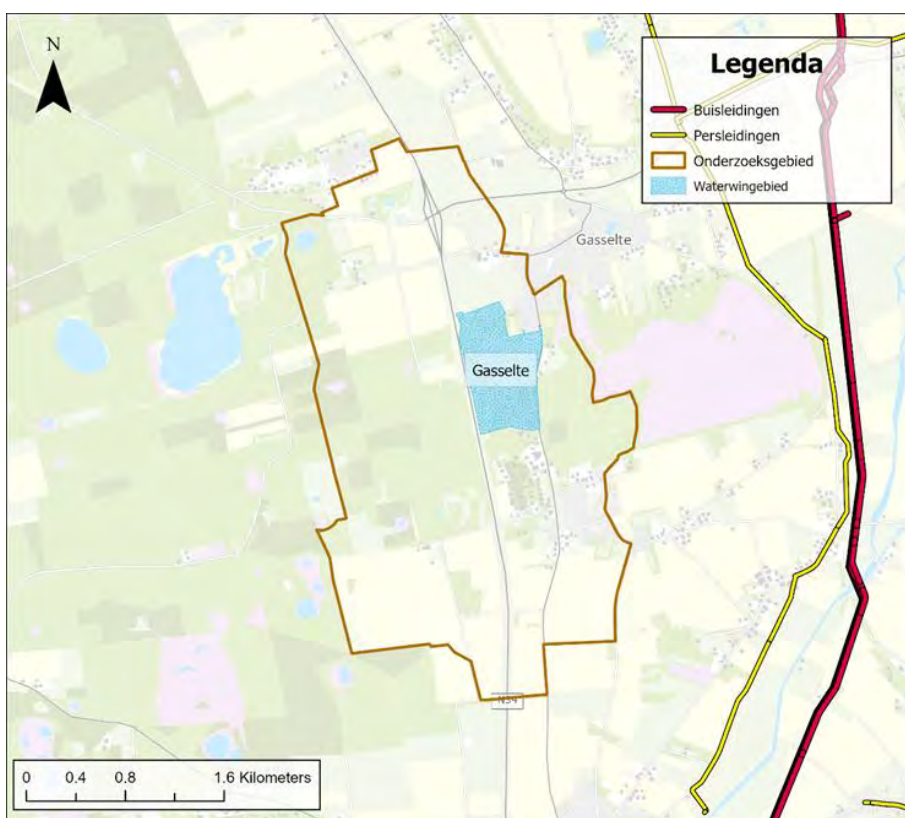 N
Legenda
Buisleidingen
Persleidingen
Onderzoeksgebied
Waterwingebied
Gasselte
Gasselte
N34
0 0.4 0.8 1.6 Kilometers